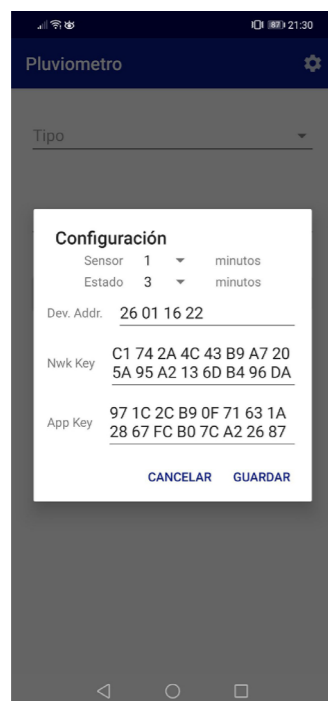 87 21:30
Pluviometro
Tipo
Configuración
Sensor 1 minutos
Estado 3 minutos
Dev. Addr. 26 01 16 22
Nwk Key C1 74 2A 4C 43 B9 A7 20
5A 95 A2 13 6D B4 96 DA
App Key 97 1C 2C B9 0F 71 63 1A
28 67 FC B0 7C A2 26 87
CANCELAR GUARDAR